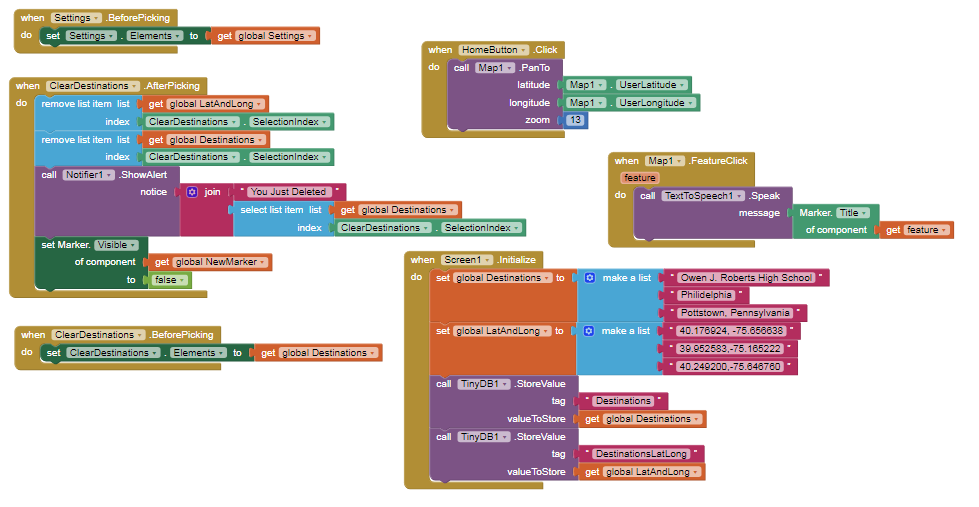 when Settings .BeforePicking
do set Settings . Elements to get global Settings
when ClearDestinations .AfterPicking
do remove list item list get global LatAndLong
index ClearDestinations . SelectionIndex
remove list item list get global Destinations
index ClearDestinations . SelectionIndex
call Notifier1 .ShowAlert
notice join " You Just Deleted "
select list item list get global Destinations
index ClearDestinations . SelectionIndex
set Marker. Visible
of component get global NewMarker
to false
when ClearDestinations .BeforePicking
do set ClearDestinations . Elements to get global Destinations
when HomeButton .Click
do call Map1 .PanTo
latitude Map1 . UserLatitude
longitude Map1 . UserLongitude
zoom 13
when Map1 .FeatureClick
feature
do call TextToSpeech1 .Speak
message Marker. Title
of component get feature
when Screen1 .Initialize
do set global Destinations to make a list " Owen J. Roberts High School "
" Philidelphia "
" Pottstown, Pennsylvania "
set global LatAndLong to make a list " 40.176924, -75.656638 "
" 39.952583,-75.165222 "
" 40.249200,-75.646760 "
call TinyDB1 .StoreValue
tag " Destinations "
valueToStore get global Destinations
call TinyDB1 .StoreValue
tag " DestinationsLatLong "
valueToStore get global LatAndLong